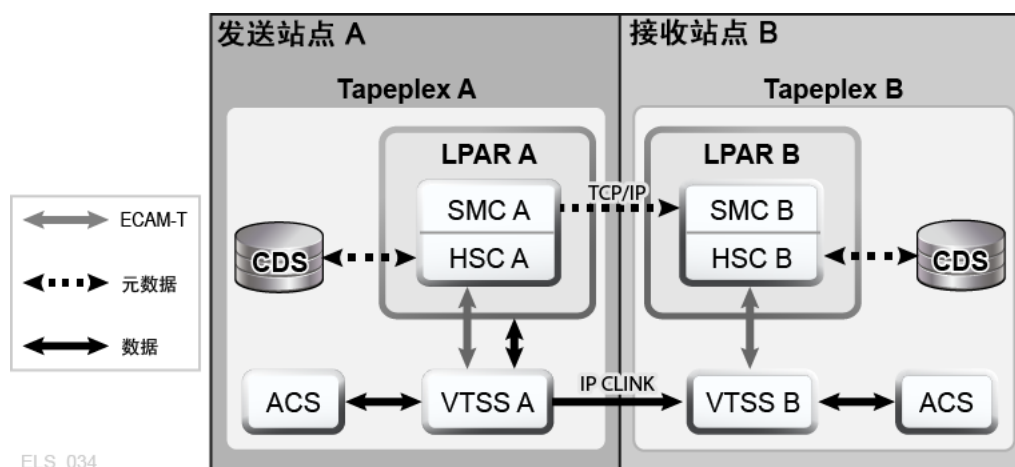 发送站点 A
接收站点 B
Tapeplex A
Tapeplex B
LPAR A
LPAR B
ECAM-T
元数据
数据
SMC A
TCP/IP
SMC B
CDS
HSC A
HSC B
CDS
ACS
VTSS A
IP CLINK
VTSS B
ACS
ELS_034